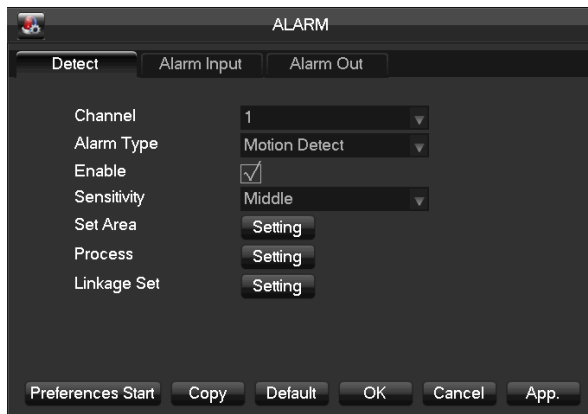 ALARM
Detect Alarm Input Alarm Out
Channel 1
Alarm Type Motion Detect
Enable
Sensitivity Middle
Set Area Setting
Process Setting
Linkage Set Setting
Preferences Start Copy Default OK Cancel App.